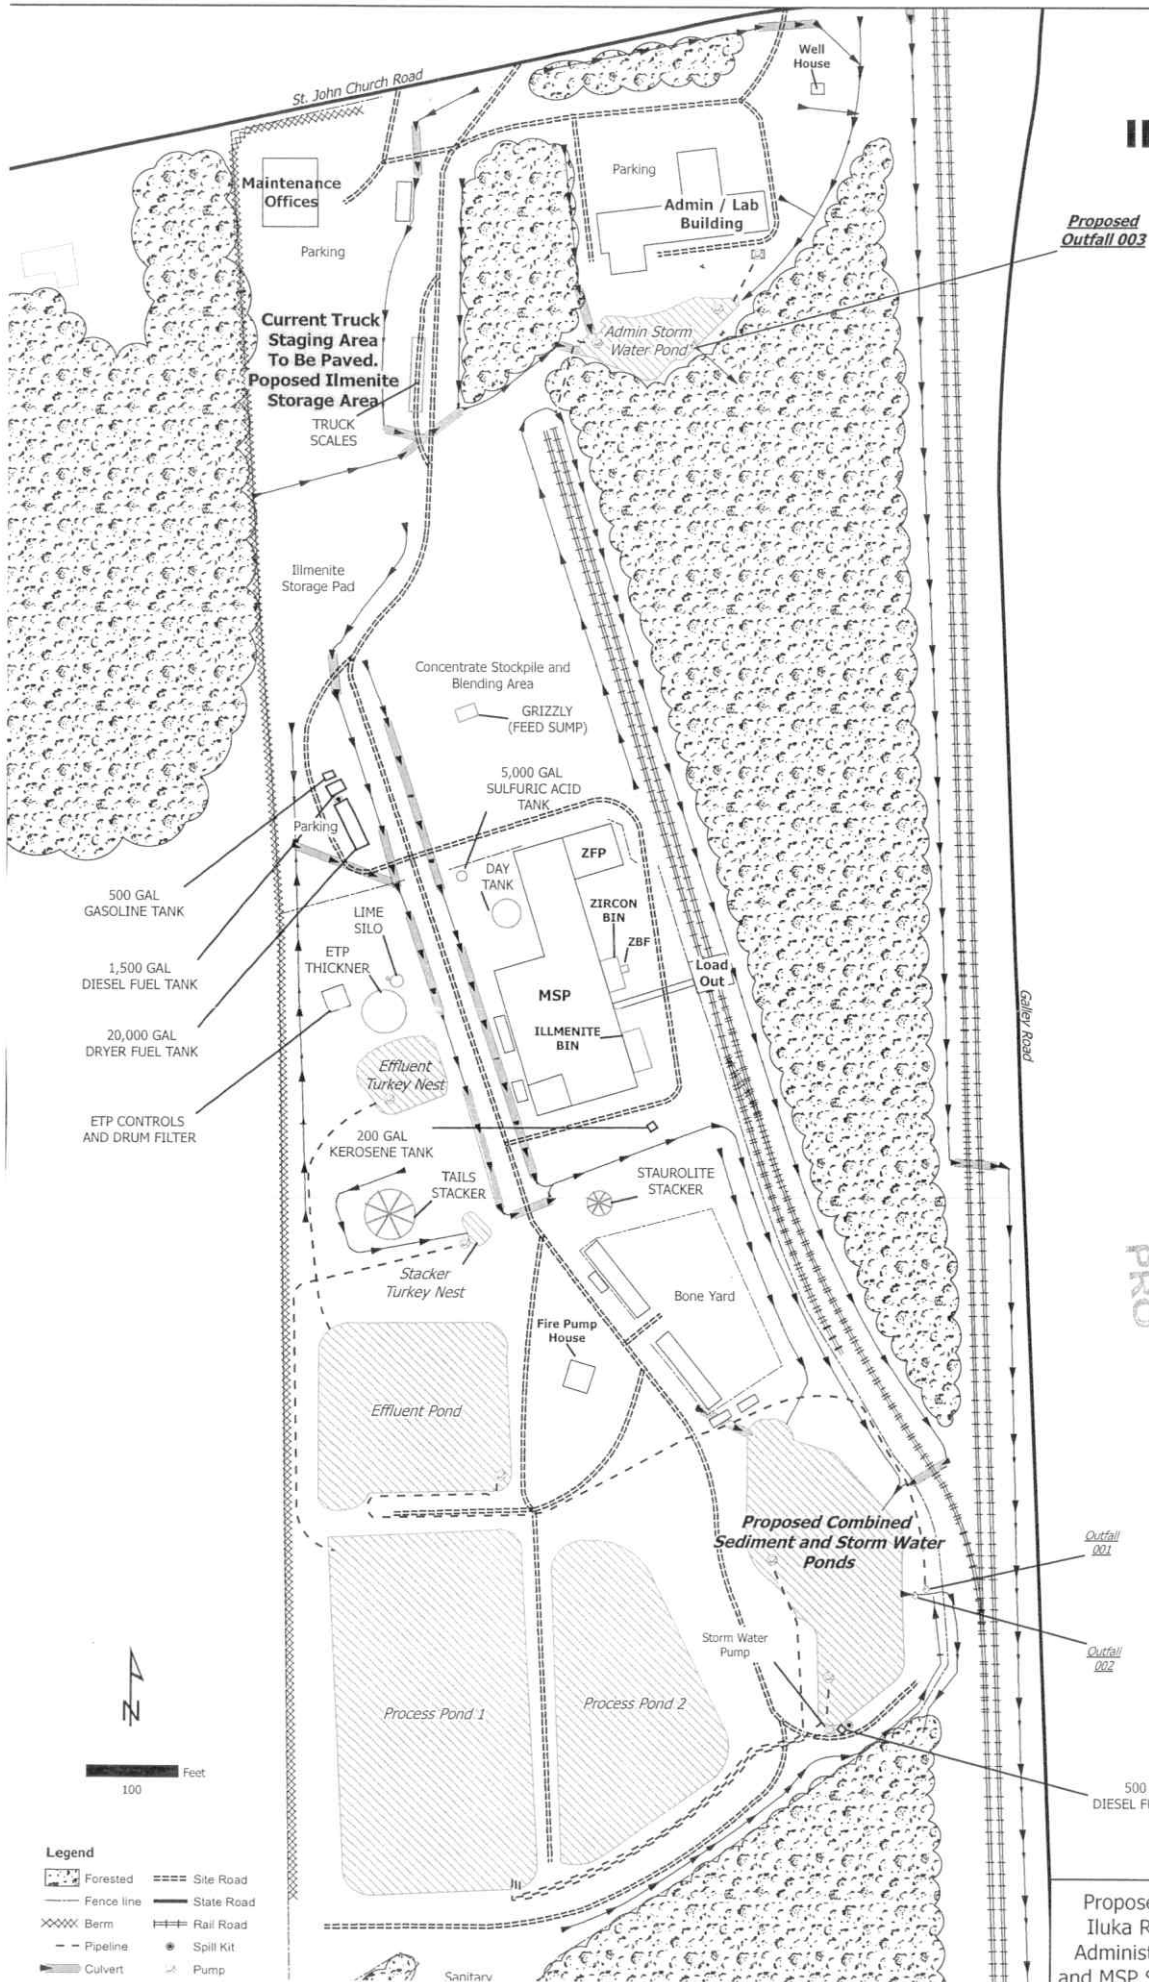 St. John Church Road
Well
House
Maintenance
Offices
Parking
Parking
Admin / Lab
Building
Proposed
Outfall 003
Current Truck
Staging Area
To Be Paved.
Poposed Ilmenite
Storage Area
TRUCK
SCALES
Admin Storm
Water Pond
Illmenite
Storage Pad
Concentrate Stockpile and
Blending Area
GRIZZLY
(FEED SUMP)
5,000 GAL
SULFURIC ACID
TANK
Parking
DAY
TANK
ZFP
500 GAL
GASOLINE TANK
LIME
SILO
ZIRCON
BIN
ZBF
ETP
THICKNER
1,500 GAL
DIESEL FUEL TANK
Load
Out
MSP
Galley Road
20,000 GAL
DRYER FUEL TANK
ILLMENITE
BIN
Effluent
Turkey Nest
ETP CONTROLS
AND DRUM FILTER
200 GAL
KEROSENE TANK
TAILS
STACKER
STAUROLITE
STACKER
Stacker
Turkey Nest
Bone Yard
PRO
Fire Pump
House
Effluent Pond
Proposed Combined
Sediment and Storm Water
Ponds
Outfall
001
Storm Water
Pump
Outfall
002
Process Pond 1
Process Pond 2
N
Feet
100
500
DIESEL F
Legend
Forested
Site Road
Fence line
State Road
Berm
Rail Road
Pipeline
Spill Kit
Culvert
Pump
Sanitary
Propose
Iluka R
Administ
and MSP S